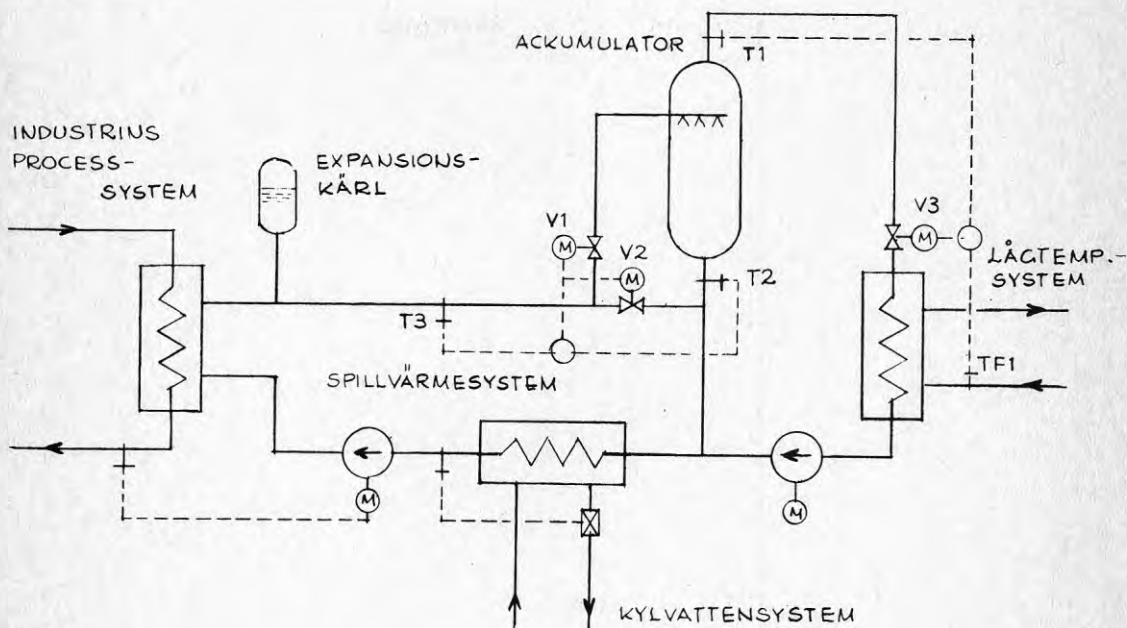 ACKUMULATOR
T1
INDUSTRINS
PROCESS-
SYSTEM
EXPANSIONS-
KÄRL
V1
M
V2
M
V3
M
T2
LÅGTEMP.-
SYSTEM
T3
TF1
SPILLVÄRMESYSTEM
M
M
KYLVATTENSYSTEM